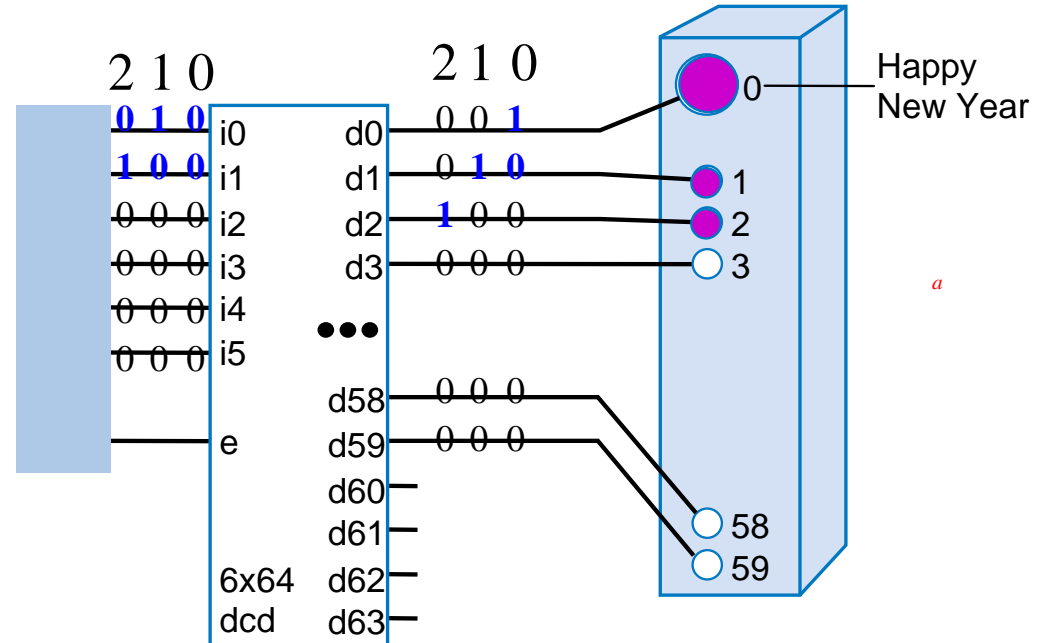 2 1 0
2 1 0
0 1 0 i0 d0 0 0 1
1 0 0 i1 d1 0 1 0
0 0 0 i2 d2 1 0 0
0 0 0 i3 d3 0 0 0
0 0 0 i4
0 0 0 i5
d58 0 0 0
e d59 0 0 0
d60
d61
6x64 d62
dcd d63
0
1
2
3
58
59
Happy
New Year
a